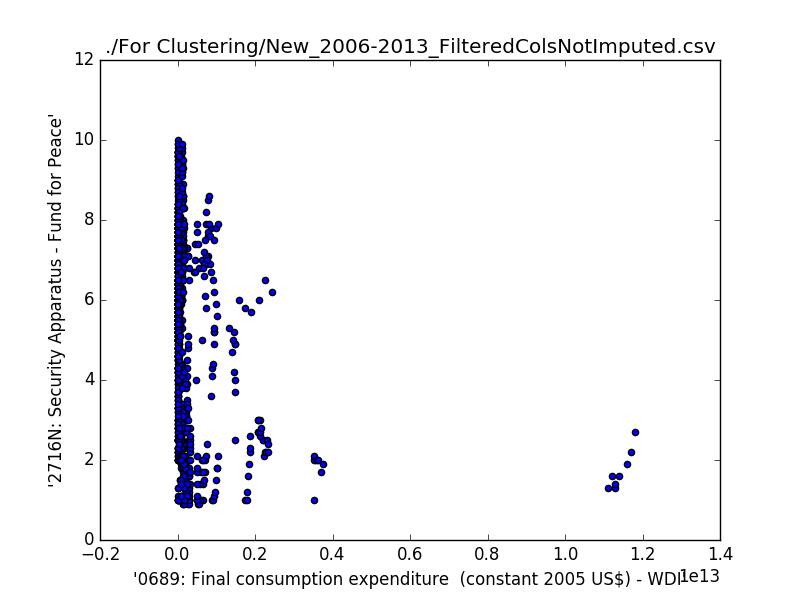 ./For Clustering/New_2006-2013_FilteredColsNotImputed.csv
12
10
8
6
4
2
0
'2716N: Security Apparatus - Fund for Peace'
−0.2 0.0 0.2 0.4 0.6 0.8 1.0 1.2 1.4
1e13
'0689: Final consumption expenditure (constant 2005 US$) - WDI'